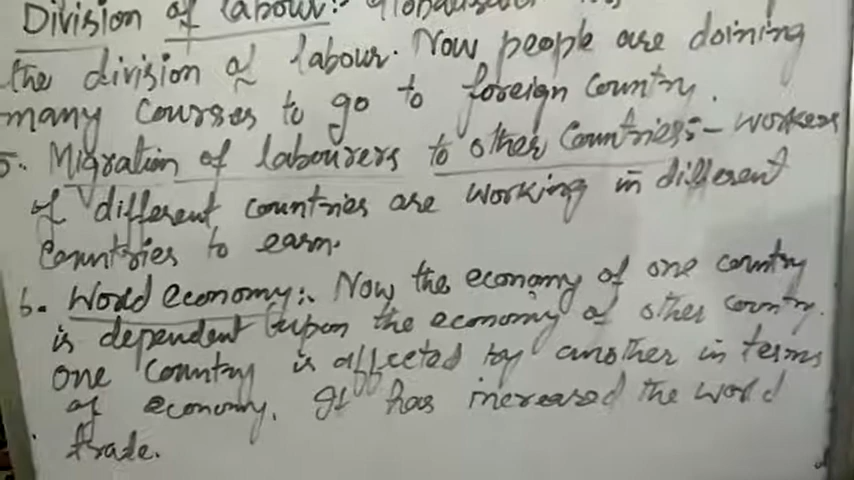 Division of labour:- Globalisation
the division of labour. Now people are doining
many courses to go to foreign country.
5. Migration of labourers to other countries:- workers
of different countries are working in different
countries to earn.
6. World economy:. Now the economy of one country
is dependent upon the economy of other country.
One country is affected by another in terms
of economy. It has increased the world
trade.